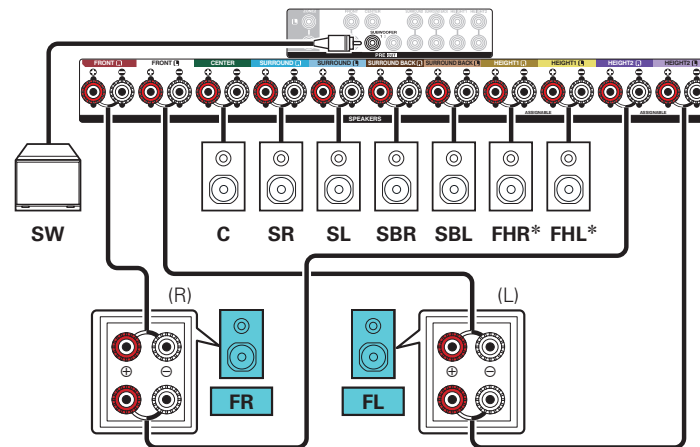 SUBWOOFER
PRE OUT
FRONT R
FRONT L
CENTER
SURROUND R
SURROUND L
SURROUND BACK R
SURROUND BACK L
HEIGHT1 R
HEIGHT1 L
HEIGHT2 R
HEIGHT2 L
SPEAKERS
ASSIGNABLE
ASSIGNABLE
SW
C
SR
SL
SBR
SBL
FHR*
FHL*
(R)
(L)
FR
FL